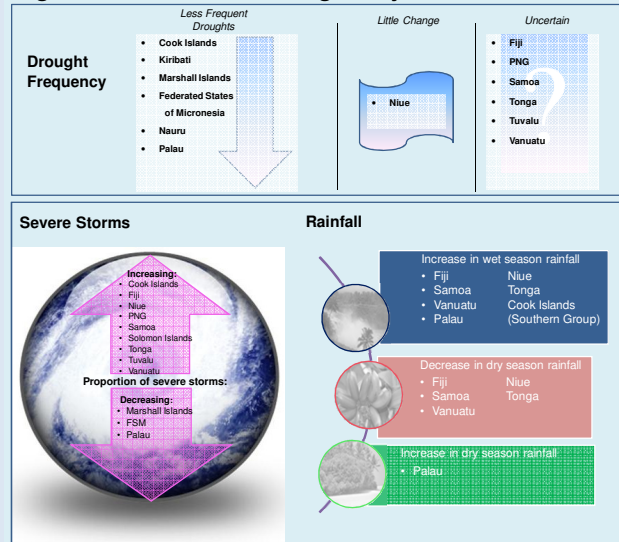 Less Frequent
Droughts
Little Change
Uncertain
Drought
Frequency
• Cook Islands
• Kiribati
• Marshall Islands
• Federated States
of Micronesia
• Nauru
• Palau
• Niue
• Fiji
• PNG
• Samoa
• Tonga
• Tuvalu
• Vanuatu
?
Severe Storms
Increasing:
• Cook Islands
• Fiji
• Niue
• PNG
• Samoa
• Solomon Islands
• Tonga
• Tuvalu
• Vanuatu
Proportion of severe storms:
Decreasing:
• Marshall Islands
• FSM
• Palau
Rainfall
Increase in wet season rainfall
• Fiji Niue
• Samoa Tonga
• Vanuatu Cook Islands
• Palau (Southern Group)
Decrease in dry season rainfall
• Fiji Niue
• Samoa Tonga
• Vanuatu
Increase in dry season rainfall
• Palau